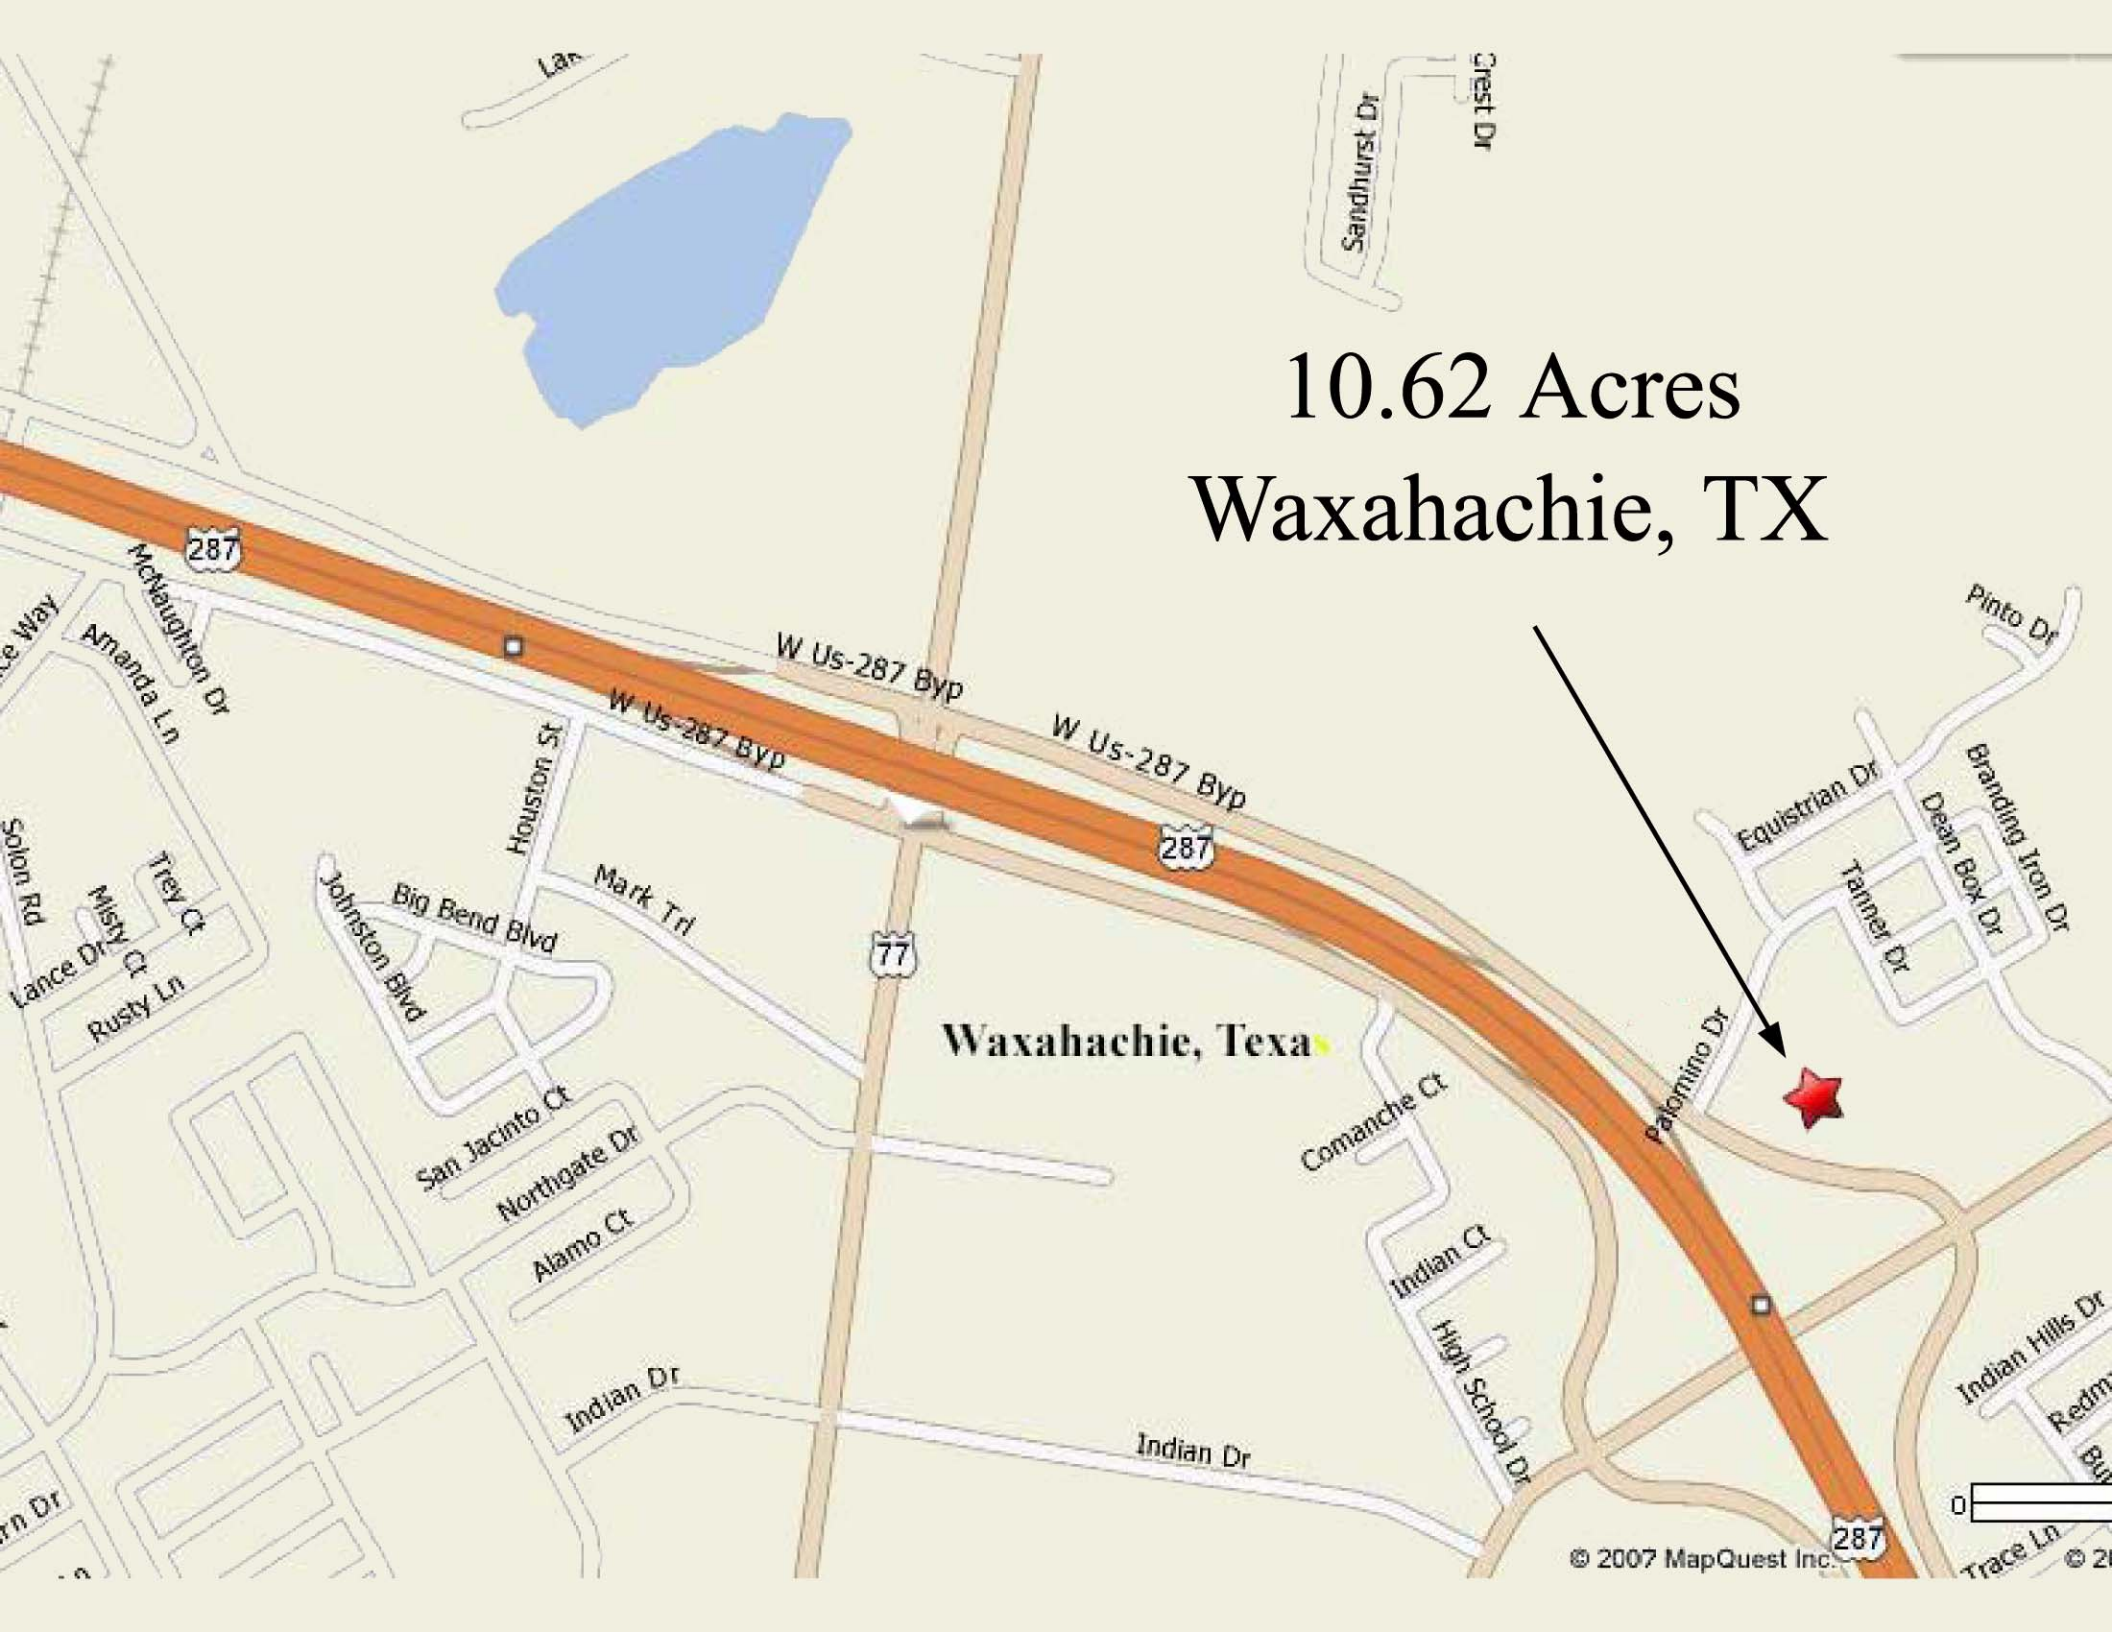 Crest Dr
Sandhurst Dr
10.62 Acres
Waxahachie, TX
287
McNaughton Dr
Amanda Ln
W Us-287 Byp
W Us-287 Byp
W Us-287 Byp
Pinto Dr
Houston St
287
Equistrian Dr
Branding Iron Dr
Dean Box Dr
Tanner Dr
Solon Rd
Trey Ct
Misty Ct
Lance Dr
Rusty Ln
Johnston Blvd
Big Bend Blvd
Mark Trl
77
Waxahachie, Texas
Palomino Dr
Comanche Ct
San Jacinto Ct
Northgate Dr
Alamo Ct
Indian Ct
High School Dr
Indian Dr
Indian Dr
Indian Hills Dr
0
287
© 2007 MapQuest Inc.
Trace Ln